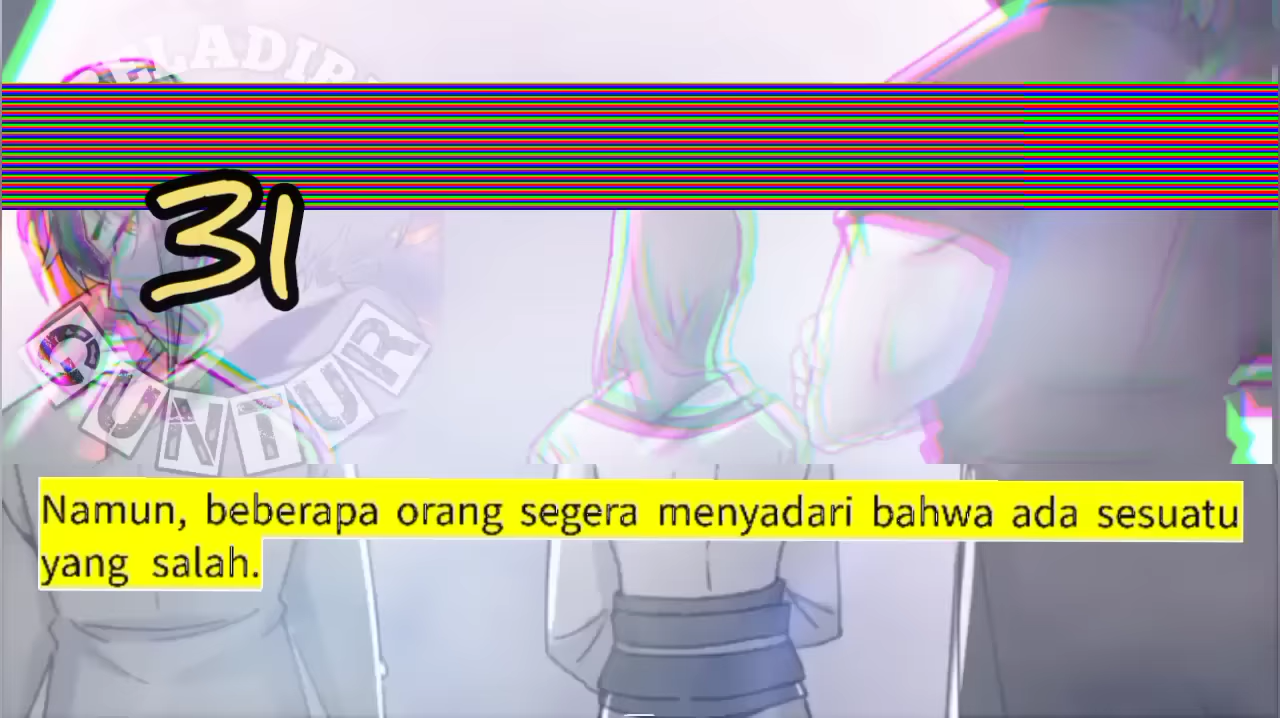 31
GUNTUR
Namun, beberapa orang segera menyadari bahwa ada sesuatu
yang salah.